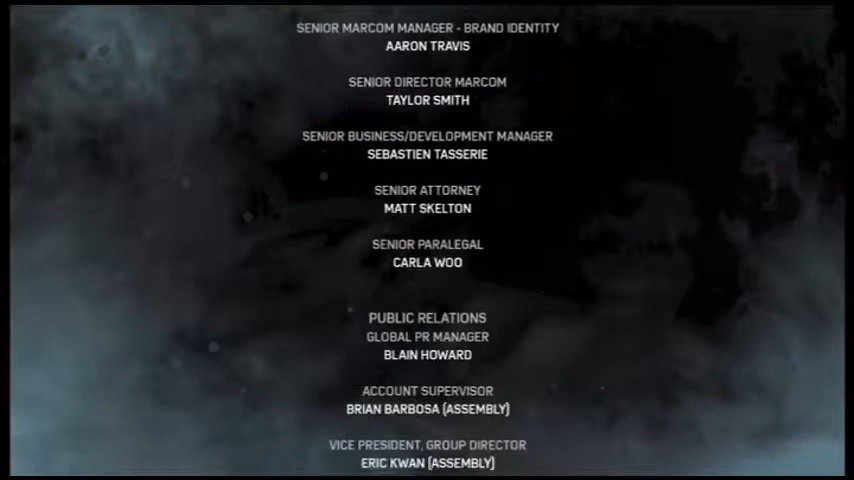 SENIOR MARCOM MANAGER - BRAND IDENTITY
AARON TRAVIS
SENIOR DIRECTOR MARCOM
TAYLOR SMITH
SENIOR BUSINESS/DEVELOPMENT MANAGER
SEBASTIEN TASSERIE
SENIOR ATTORNEY
MATT SKELTON
SENIOR PARALEGAL
CARLA WOO
PUBLIC RELATIONS
GLOBAL PR MANAGER
BLAIN HOWARD
ACCOUNT SUPERVISOR
BRIAN BARBOSA (ASSEMBLY)
VICE PRESIDENT, GROUP DIRECTOR
ERIC KWAN (ASSEMBLY)